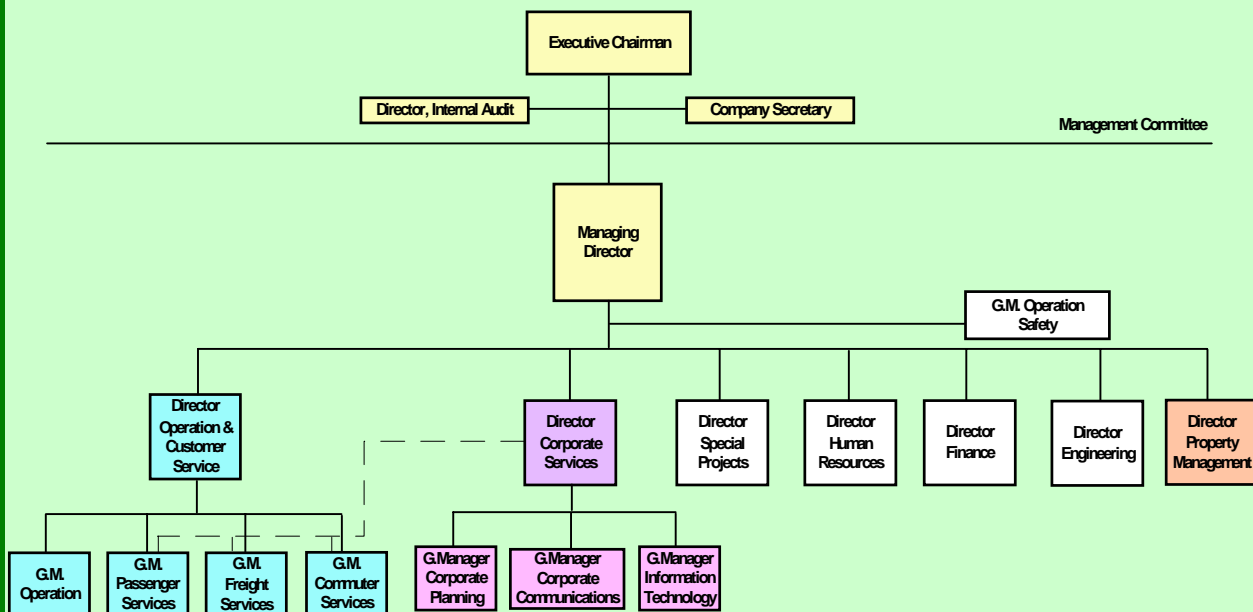 Executive Chairman
Director, Internal Audit
Company Secretary
Management Committee
Managing
Director
G.M. Operation
Safety
Director
Operation &
Customer
Service
Director
Corporate
Services
Director
Special
Projects
Director
Human
Resources
Director
Finance
Director
Engineering
Director
Property
Management
G.M.
Operation
G.M.
Passenger
Services
G.M.
Freight
Services
G.M.
Commuter
Services
G.Manager
Corporate
Planning
G.Manager
Corporate
Communications
G.Manager
Information
Technology